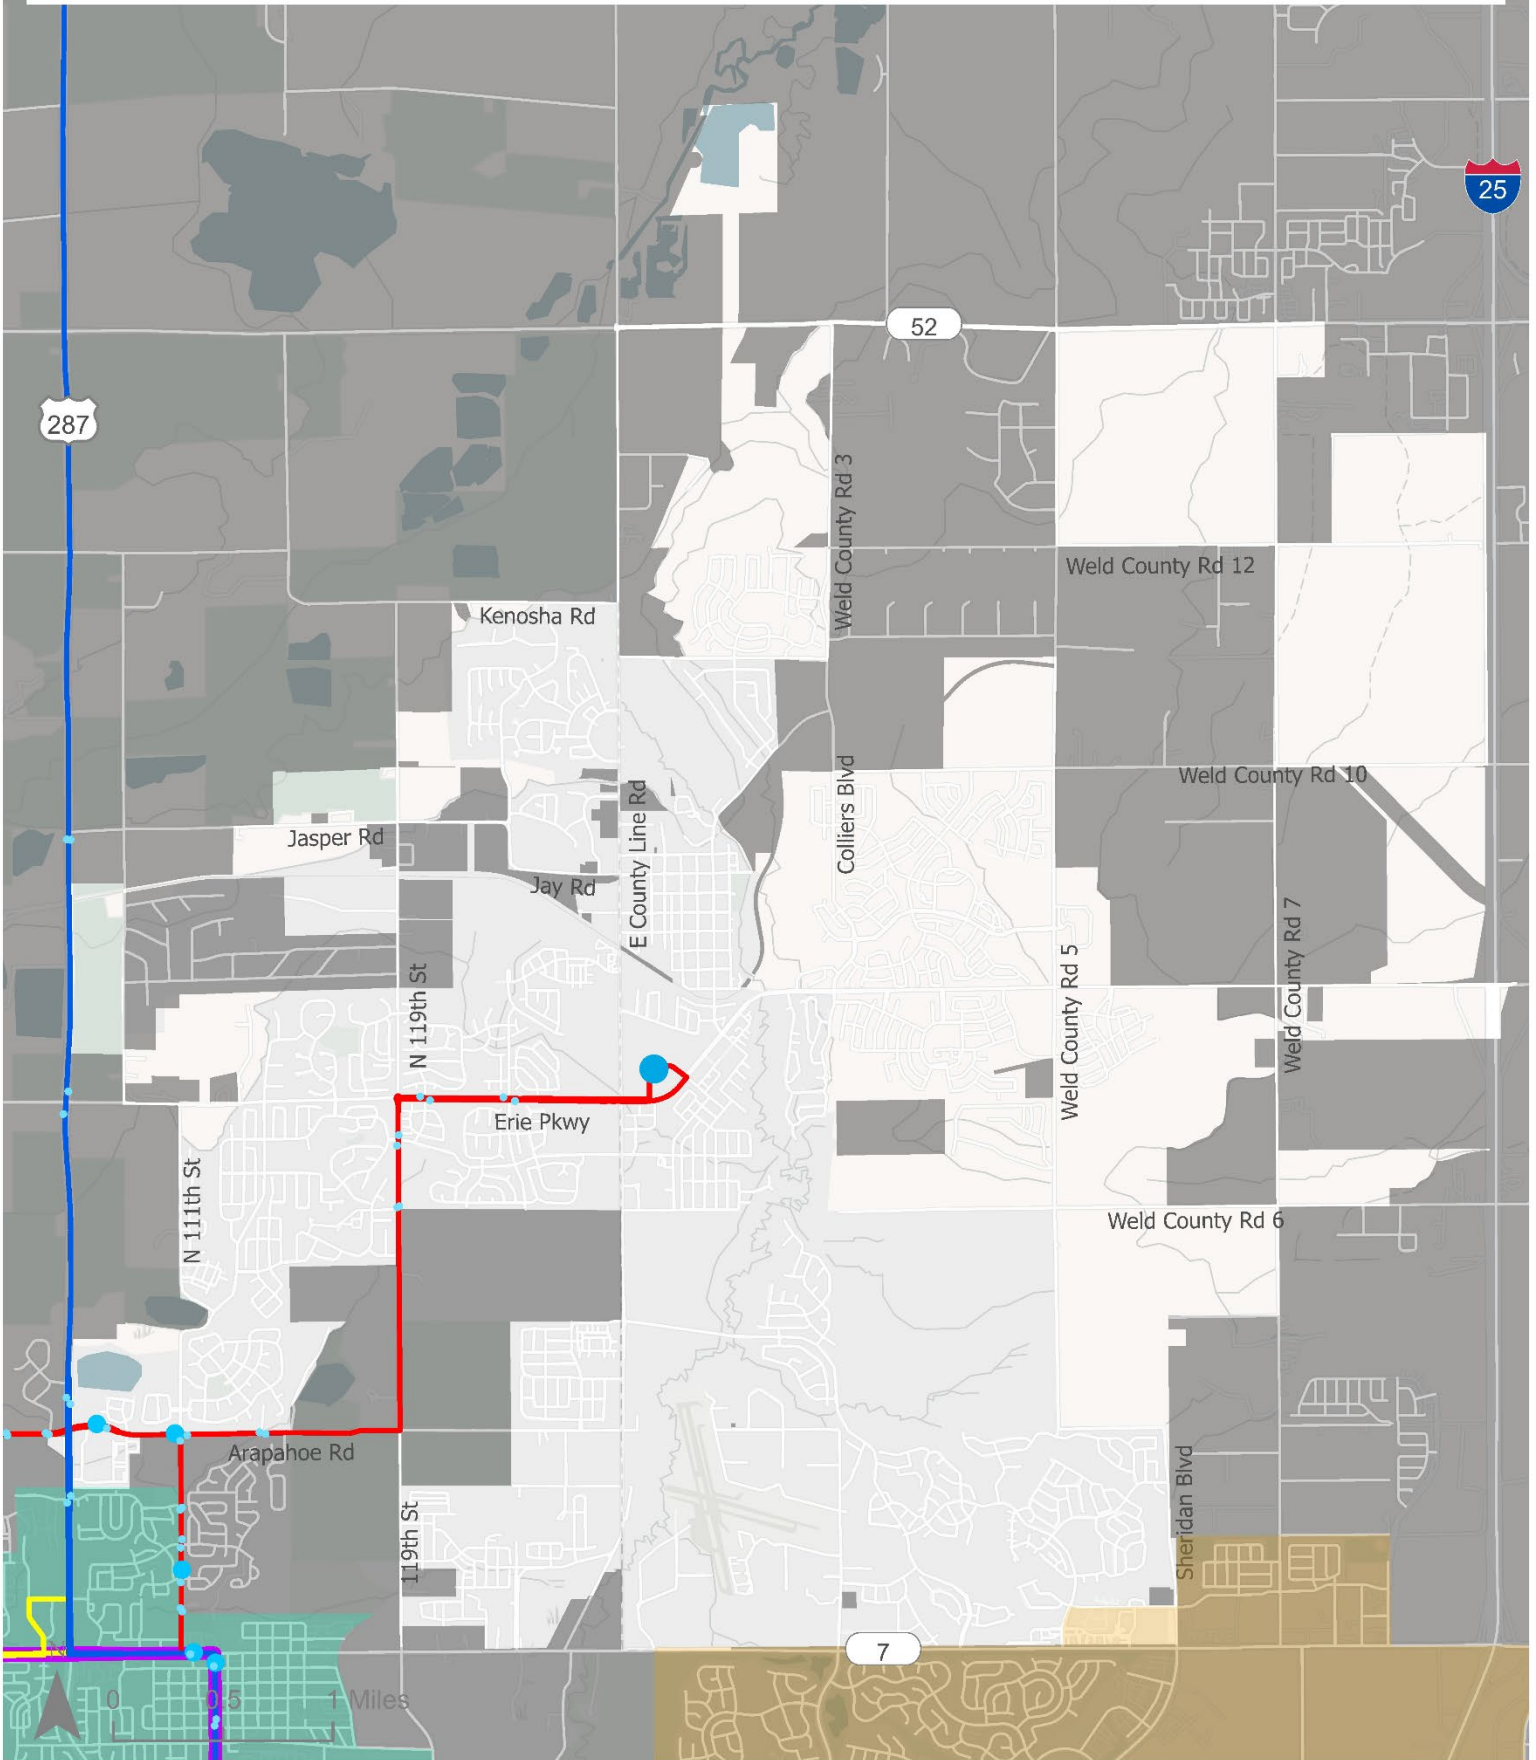 25
52
287
Weld County Rd 3
Weld County Rd 12
Kenosha Rd
Weld County Rd 10
Colliers Blvd
E County Line Rd
Jasper Rd
Jay Rd
Weld County Rd 7
Weld County Rd 5
N 119th St
Erie Pkwy
N 111th St
Weld County Rd 6
Arapahoe Rd
Sheridan Blvd
119th St
7
N
0 0.5 1 Miles